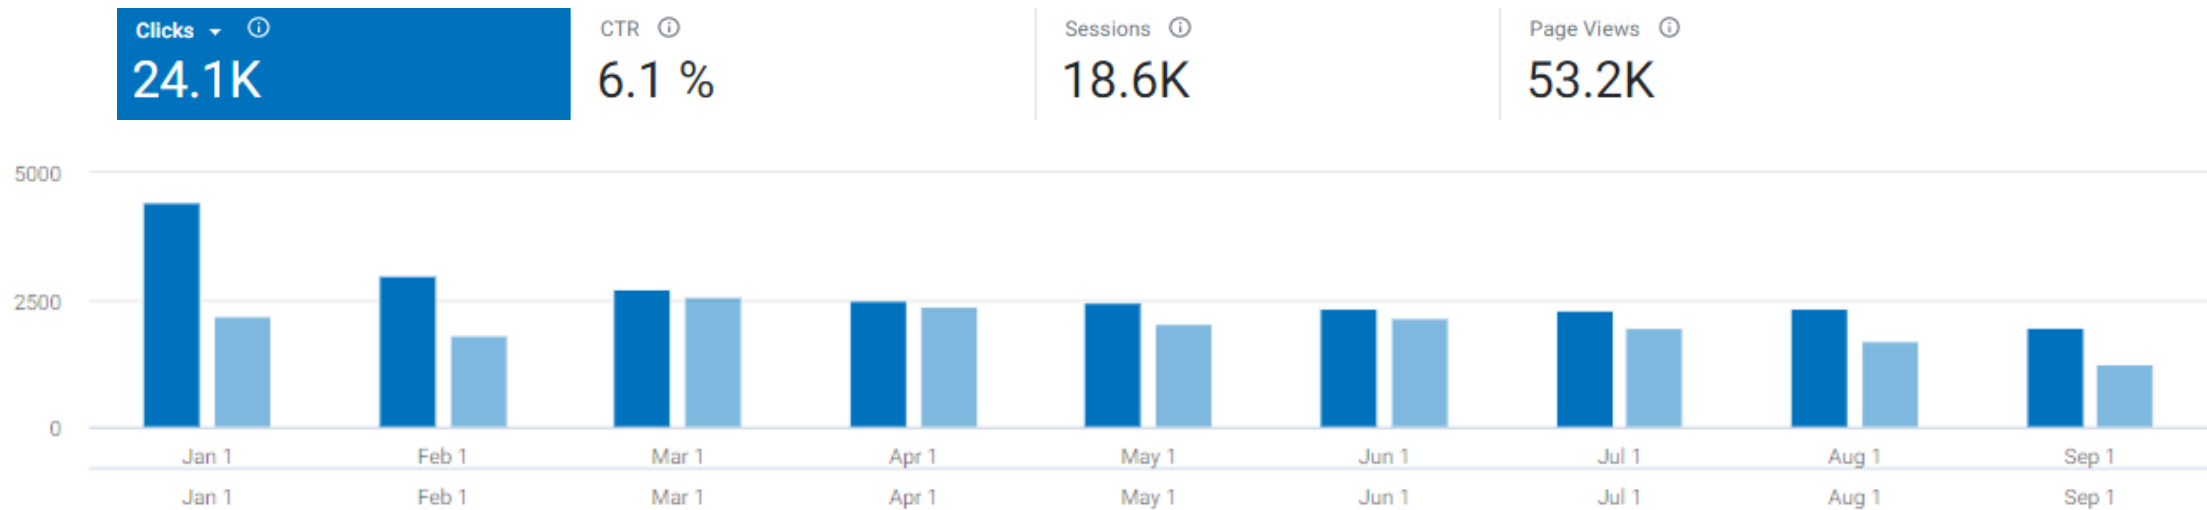 Clicks CTR Sessions Page Views
24.1K 6.1 % 18.6K 53.2K
5000
2500
0
Jan 1 Feb 1 Mar 1 Apr 1 May 1 Jun 1 Jul 1 Aug 1 Sep 1
Jan 1 Feb 1 Mar 1 Apr 1 May 1 Jun 1 Jul 1 Aug 1 Sep 1